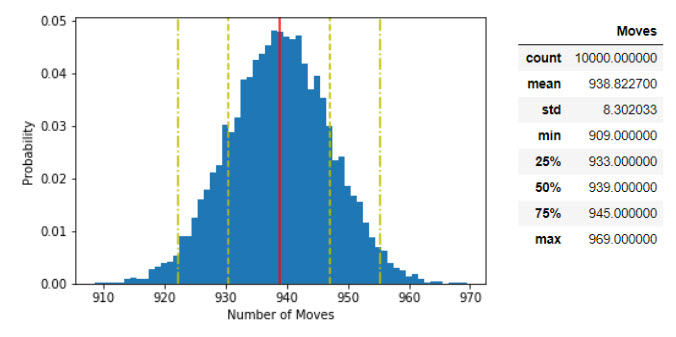 0.05
0.04
0.03
0.02
0.01
0.00
Probability
910 920 930 940 950 960 970
Number of Moves
Moves
count 10000.000000
mean 938.822700
std 8.302033
min 909.000000
25% 933.000000
50% 939.000000
75% 945.000000
max 969.000000